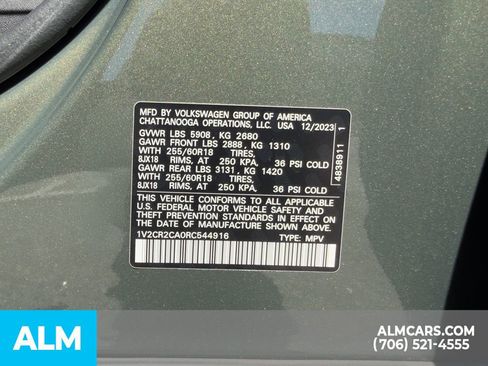 MFD BY VOLKSWAGEN GROUP OF AMERICA
CHATTANOOGA OPERATIONS, LLC. USA 12/2023
GVWR LBS 5908, KG 2680
GAWR FRONT LBS 2888, KG 1310
WITH 255/60R18 TIRES,
8JX18 RIMS, AT 250 KPA, 36 PSI COLD
GAWR REAR LBS 3131, KG 1420
WITH 255/60R18 TIRES,
8JX18 RIMS, AT 250 KPA, 36 PSI COLD
THIS VEHICLE CONFORMS TO ALL APPLICABLE
U.S. FEDERAL MOTOR VEHICLE SAFETY AND
THEFT PREVENTION STANDARDS IN EFFECT ON
THE DATE OF MANUFACTURE SHOWN ABOVE.
1V2CR2CA0RC544916 TYPE: MPV
4838911 1
ALM
ALMCARS.COM
(706) 521-4555